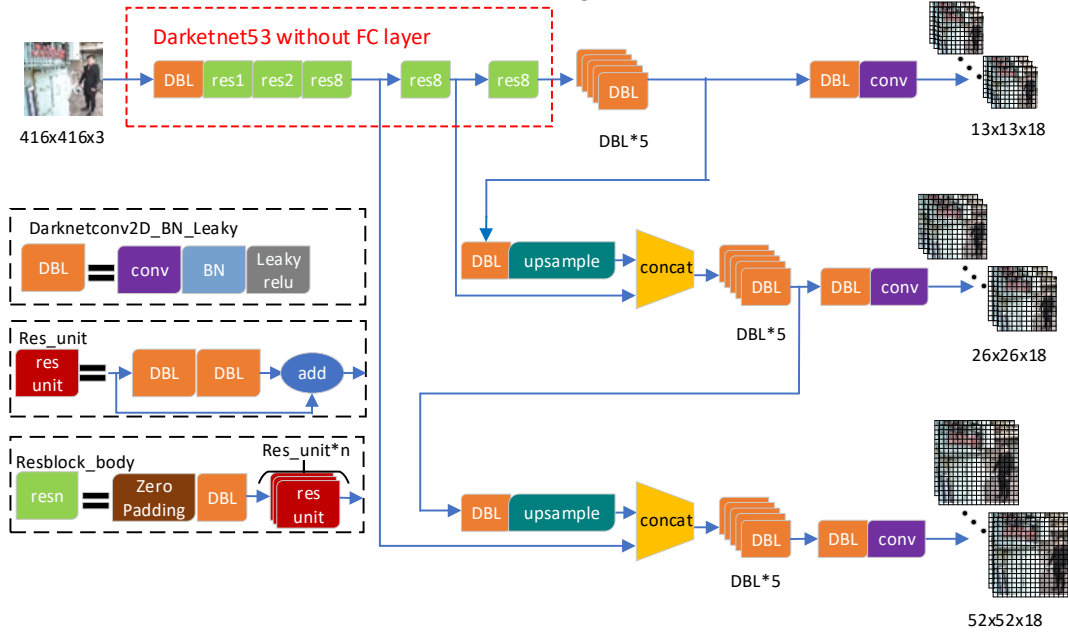 Darketnet53 without FC layer
DBL
res1
res2
res8
res8
res8
DBL
DBL
conv
416x416x3
DBL*5
13x13x18
Darknetconv2D_BN_Leaky
DBL
conv
BN
Leaky
relu
DBL
upsample
concat
DBL
DBL
conv
DBL*5
26x26x18
Res_unit
res
unit
DBL
DBL
add
Resblock_body
Res_unit*n
resn
Zero
Padding
DBL
res
unit
DBL
upsample
concat
DBL
DBL
conv
DBL*5
52x52x18